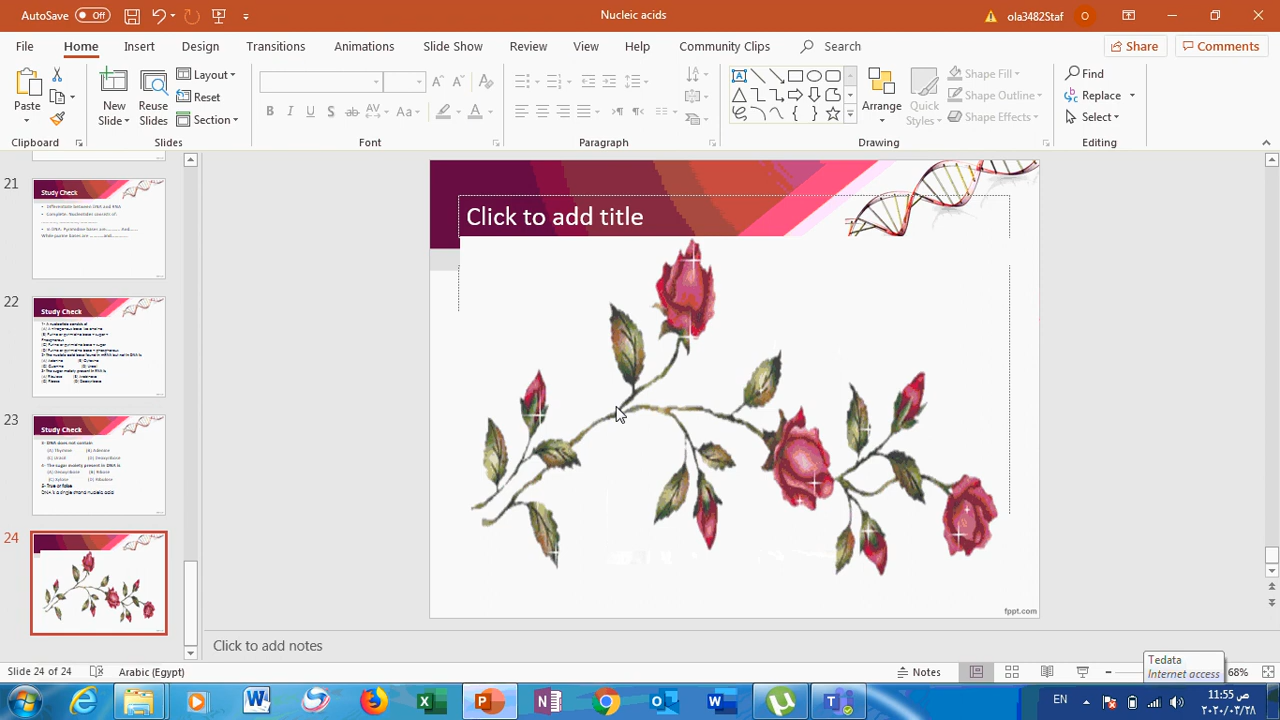 AutoSave Off
Nucleic acids
ola3482Staf
File Home Insert Design Transitions Animations Slide Show Review View Help Community Clips Search
Share Comments
Paste
New Slide
Reuse Slides
Layout
Reset
Section
Arrange
Quick Styles
Shape Fill
Shape Outline
Shape Effects
Find
Replace
Select
Clipboard Slides Font Paragraph Drawing Editing
21
Study Check
22
Study Check
23
Study Check
24
Click to add title
fppt.com
Click to add notes
Slide 24 of 24 Arabic (Egypt) Notes 68%
Tedata
Internet access
EN
11:55 ص
٢٠٢٠/٠٣/٢٨